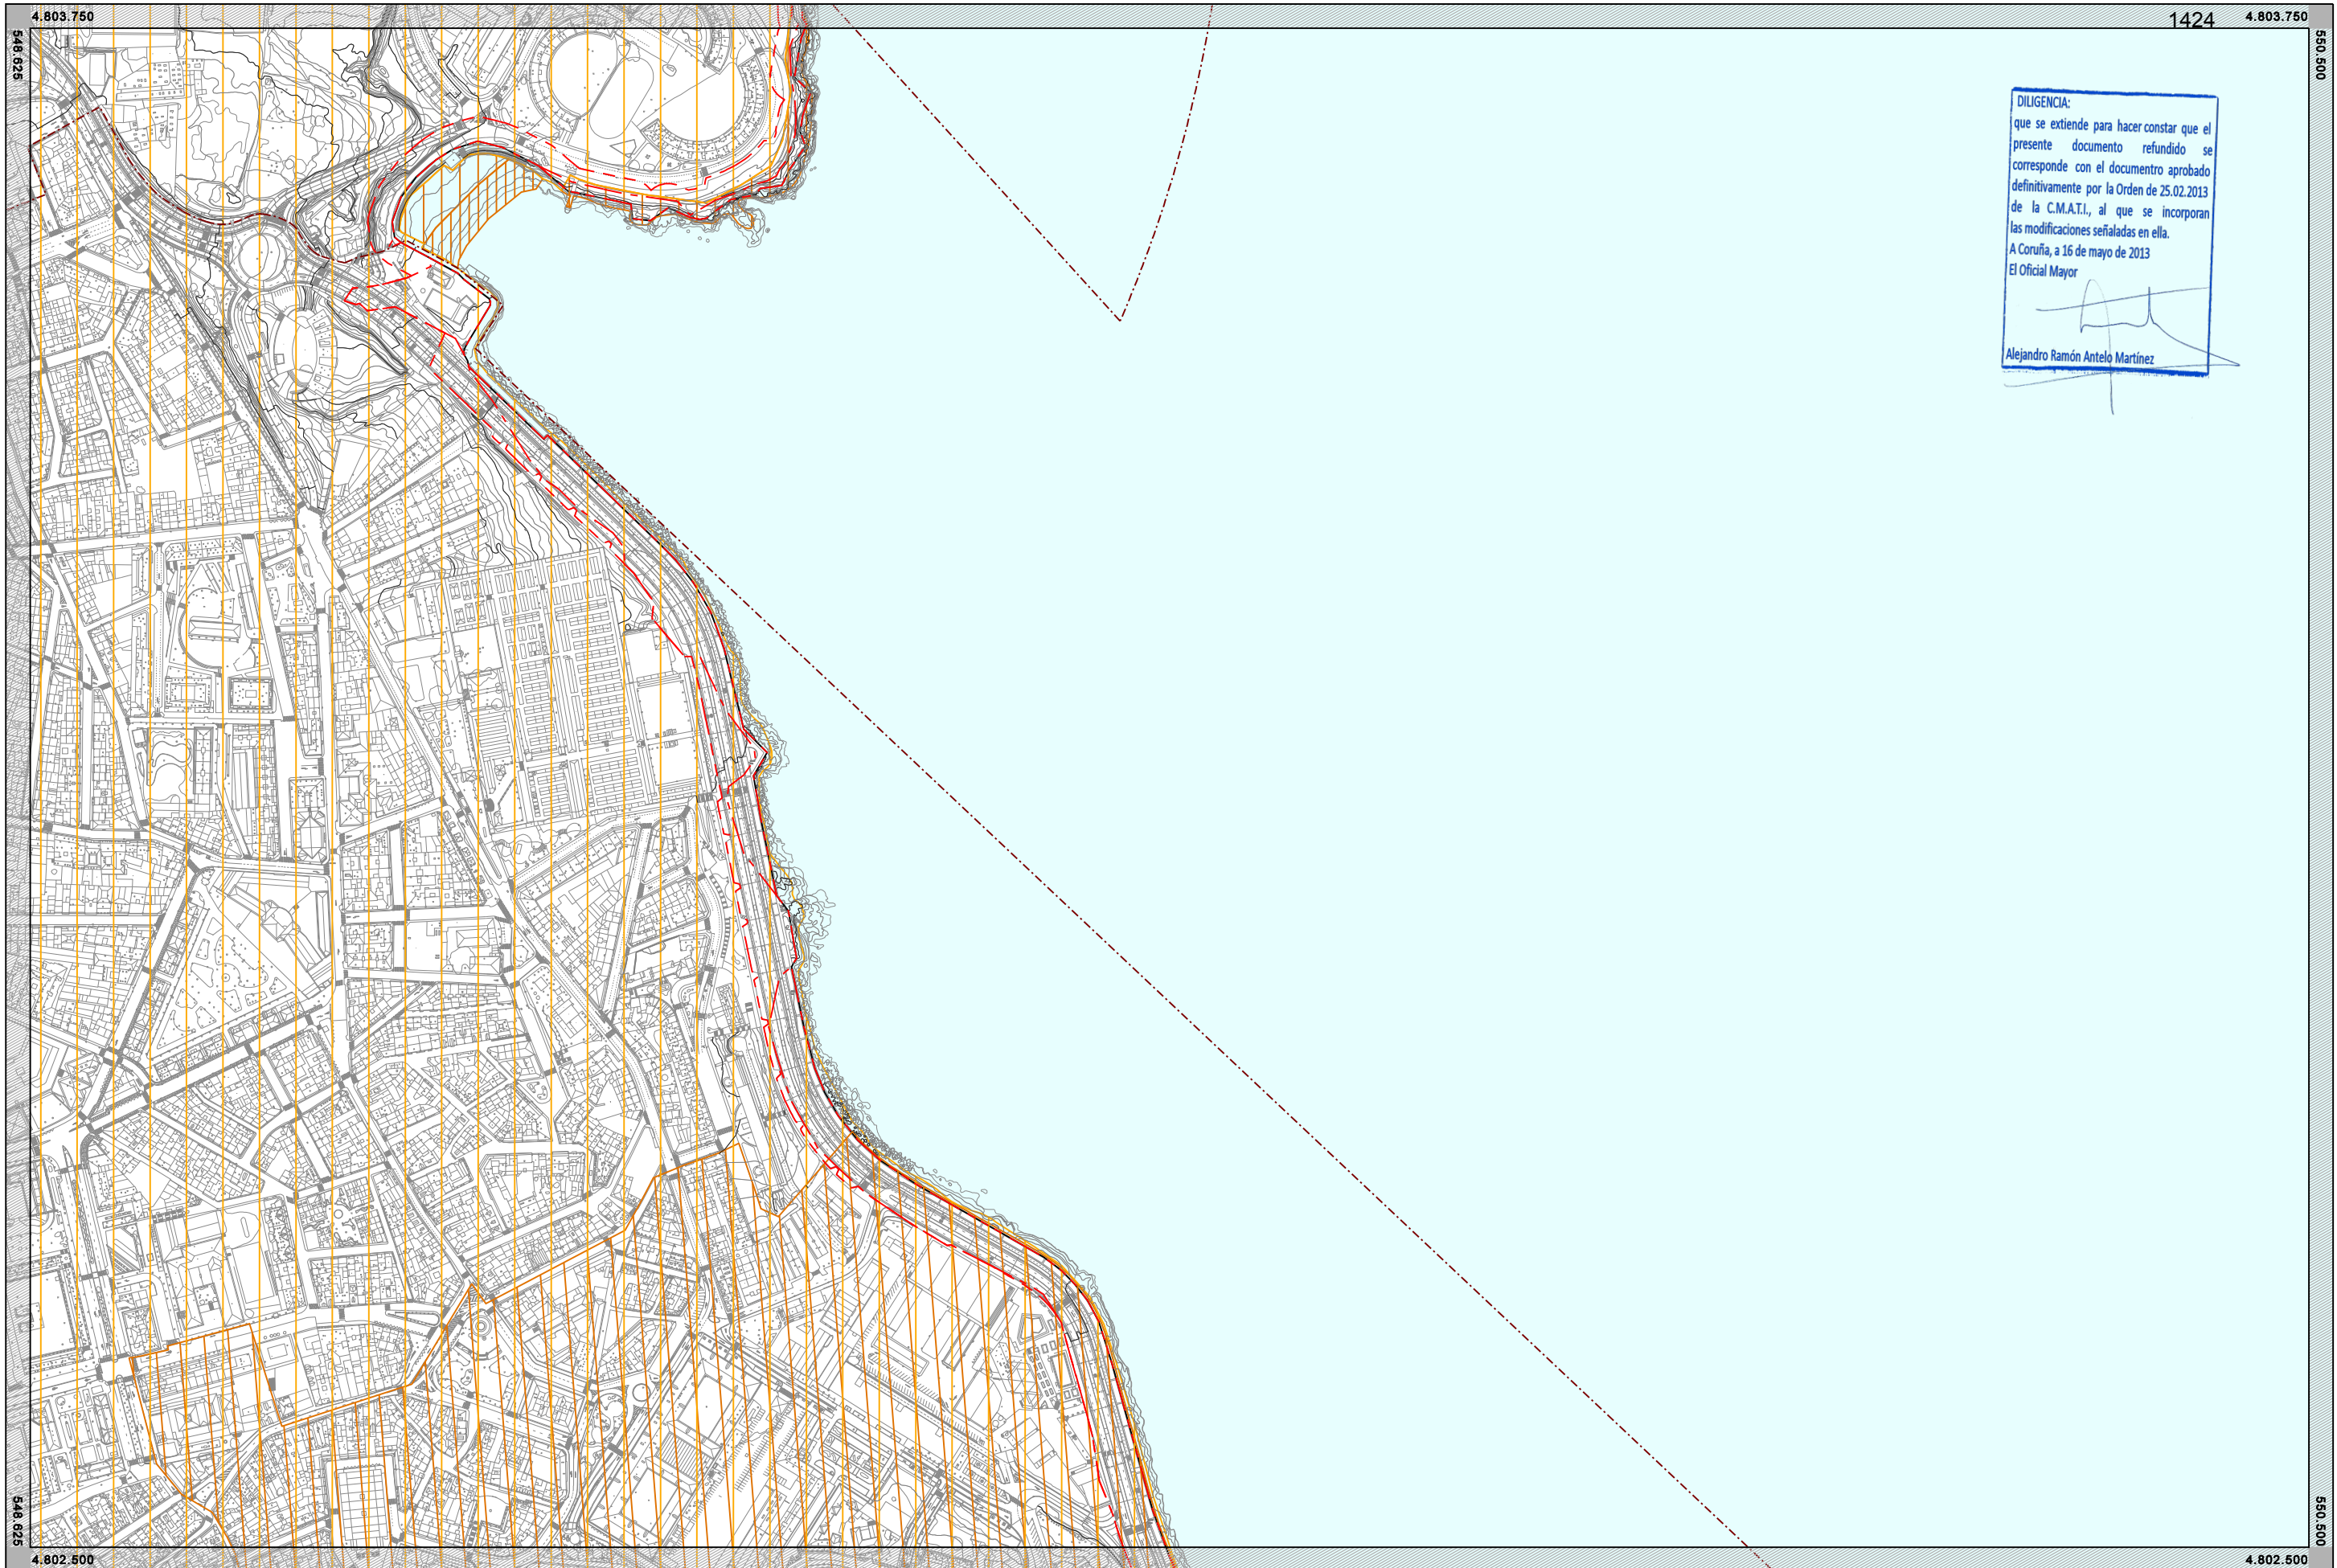 4.803.750
1424
4.803.750
548.625
550.500
DILIGENCIA:
que se extiende para hacer constar que el
presente documento refundido se
corresponde con el documentro aprobado
definitivamente por la Orden de 25.02.2013
de la C.M.A.T.I., al que se incorporan
las modificaciones señaladas en ella.
A Coruña, a 16 de mayo de 2013
El Oficial Mayor
Alejandro Ramón Antelo Martínez
548.625
550.500
4.802.500
4.802.500